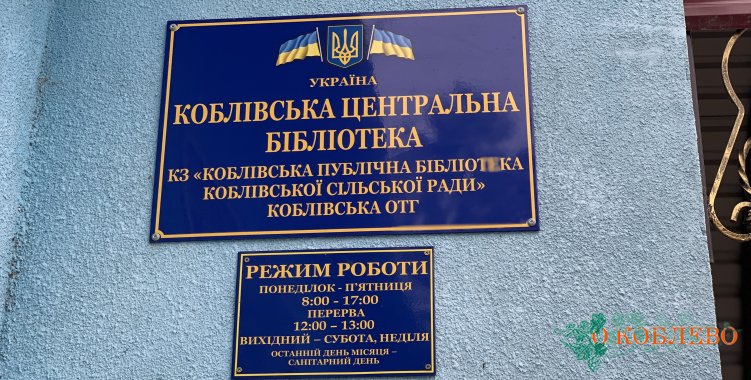 УКРАЇНА
КОБЛІВСЬКА ЦЕНТРАЛЬНА
БІБЛІОТЕКА
КЗ «КОБЛІВСЬКА ПУБЛІЧНА БІБЛІОТЕКА
КОБЛІВСЬКОЇ СІЛЬСЬКОЇ РАДИ»
КОБЛІВСЬКА ОТГ
РЕЖИМ РОБОТИ
ПОНЕДІЛОК - П'ЯТНИЦЯ
8:00 - 17:00
ПЕРЕРВА
12:00 – 13:00
ВИХІДНИЙ – СУБОТА, НЕДІЛЯ
ОСТАННІЙ ДЕНЬ МІСЯЦА –
САНІТАРНИЙ ДЕНЬ
О КОБЛЕВО